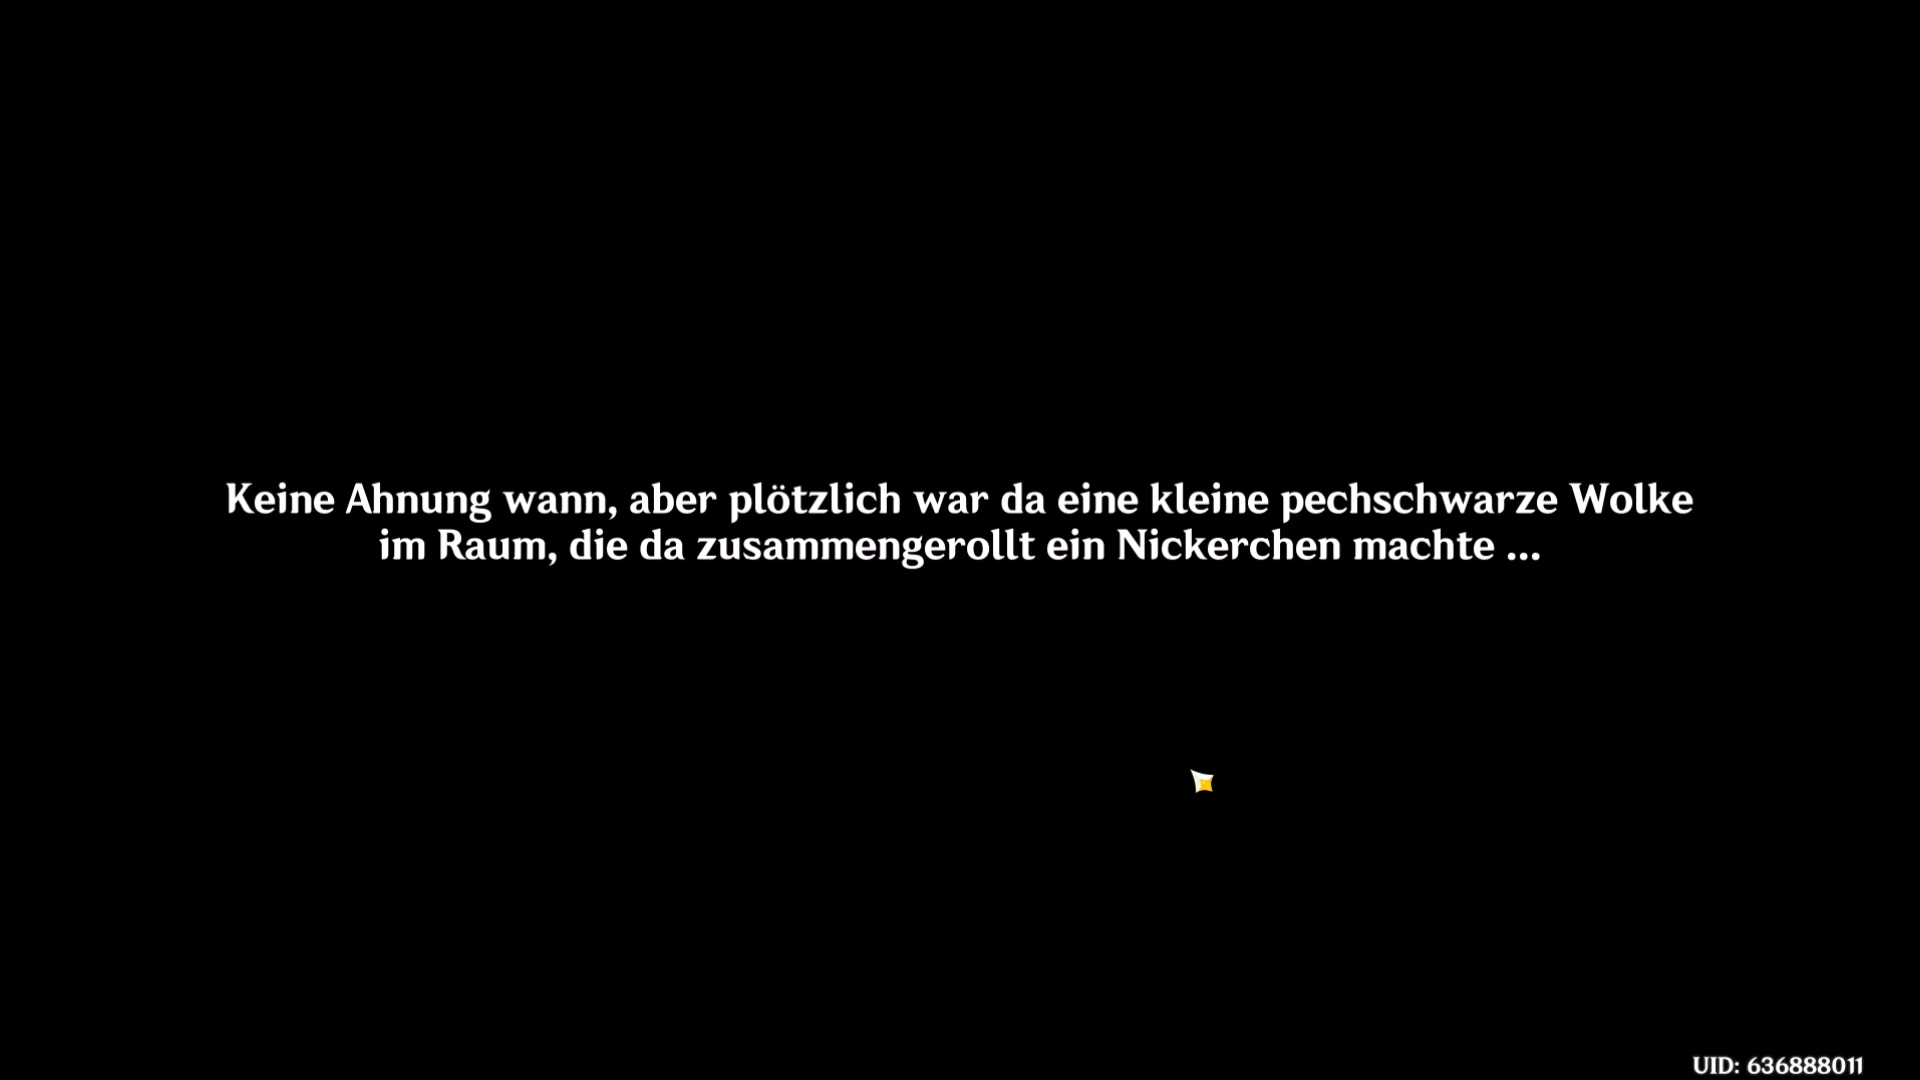 Keine Ahnung wann, aber plötzlich war da eine kleine pechschwarze Wolke
im Raum, die da zusammengerollt ein Nickerchen machte ...
UID: 636888011